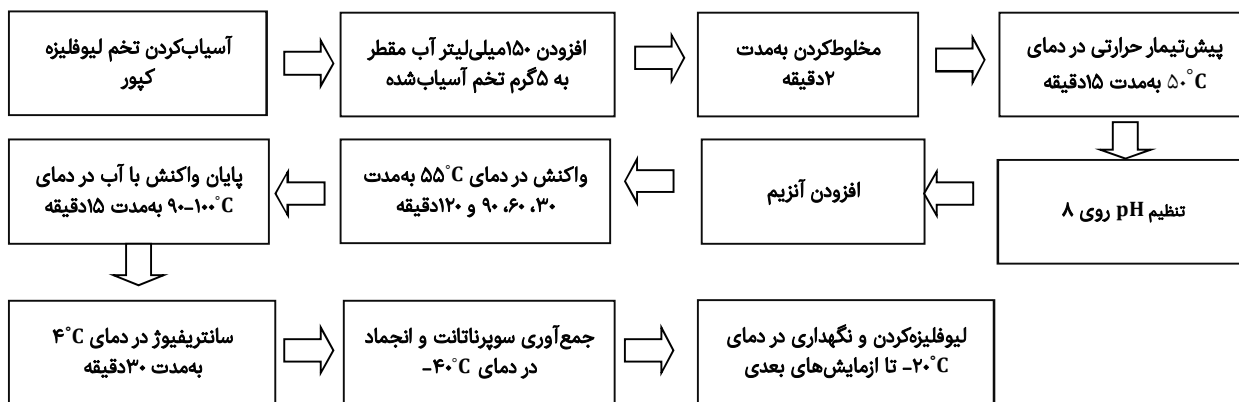 آسیاب‌کردن تخم لیوفلیزه
کپور
افزودن ۱۵۰میلی‌لیتر آب مقطر
به ۵گرم تخم آسیاب‌شده
مخلوط‌کردن به‌مدت
۲دقیقه
پیش‌تیمار حرارتی در دمای
۵۰°C به‌مدت ۱۵دقیقه
تنظیم pH روی ۸
افزودن آنزیم
واکنش در دمای ۵۵°C به‌مدت
۳۰، ۶۰، ۹۰ و ۱۲۰دقیقه
پایان واکنش با آب در دمای
۹۰-۱۰۰°C به‌مدت ۱۵دقیقه
سانتریفیوژ در دمای ۴°C
به‌مدت ۳۰دقیقه
جمع‌آوری سوپرناتانت و انجماد
در دمای ۴۰°C-
لیوفلیزه‌کردن و نگهداری در دمای
۲۰°C- تا ازمایش‌های بعدی